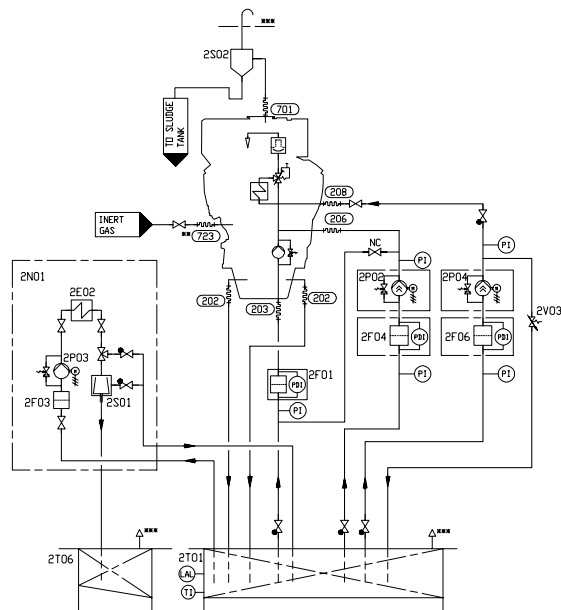 ***
2S02
TO SLUDGE
TANK
701
208
206
INERT
GAS
**
723
NC
PI
PI
2N01
2E02
2P02
M
2P04
M
202
203
202
2V03
2P03
M
2F04
PDI
2F06
PDI
2F03
2S01
PDI
2F01
PI
PI
PI
***
***
2T06
2T01
LAL
TI